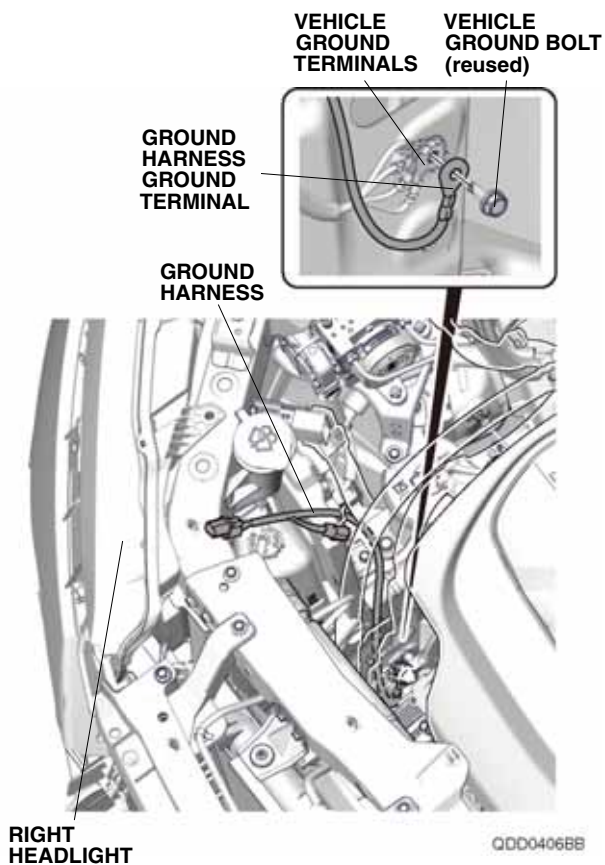 VEHICLE
GROUND
TERMINALS
VEHICLE
GROUND BOLT
(reused)
GROUND
HARNESS
GROUND
TERMINAL
GROUND
HARNESS
RIGHT
HEADLIGHT
QDD0406BB